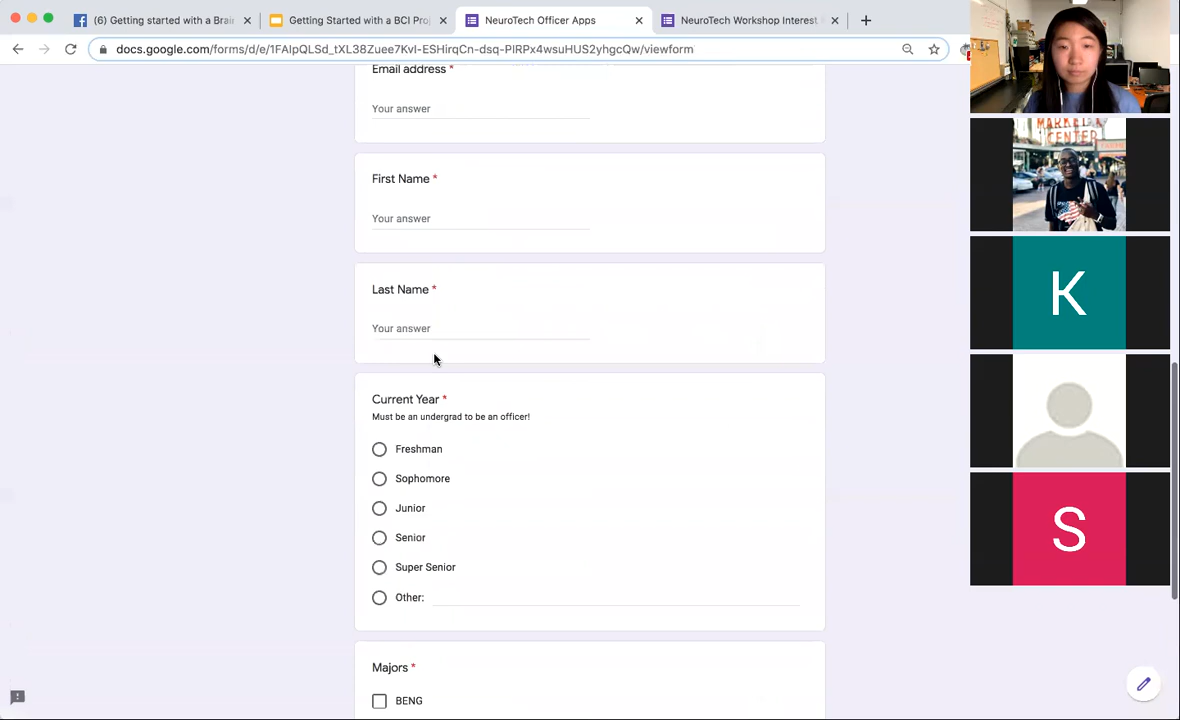 (6) Getting started with a Brai
Getting Started with a BCI Pro
NeuroTech Officer Apps
NeuroTech Workshop Interest
docs.google.com/forms/d/e/1FAIpQLSd_tXL38Zuee7KvI-ESHirqCn-dsq-PIRPx4wsuHUS2yhgcQw/viewform
Email address *
Your answer
First Name *
Your answer
Last Name *
Your answer
Current Year *
Must be an undergrad to be an officer!
Freshman
Sophomore
Junior
Senior
Super Senior
Other:
Majors *
BENG
MARKET
CENTER
K
S